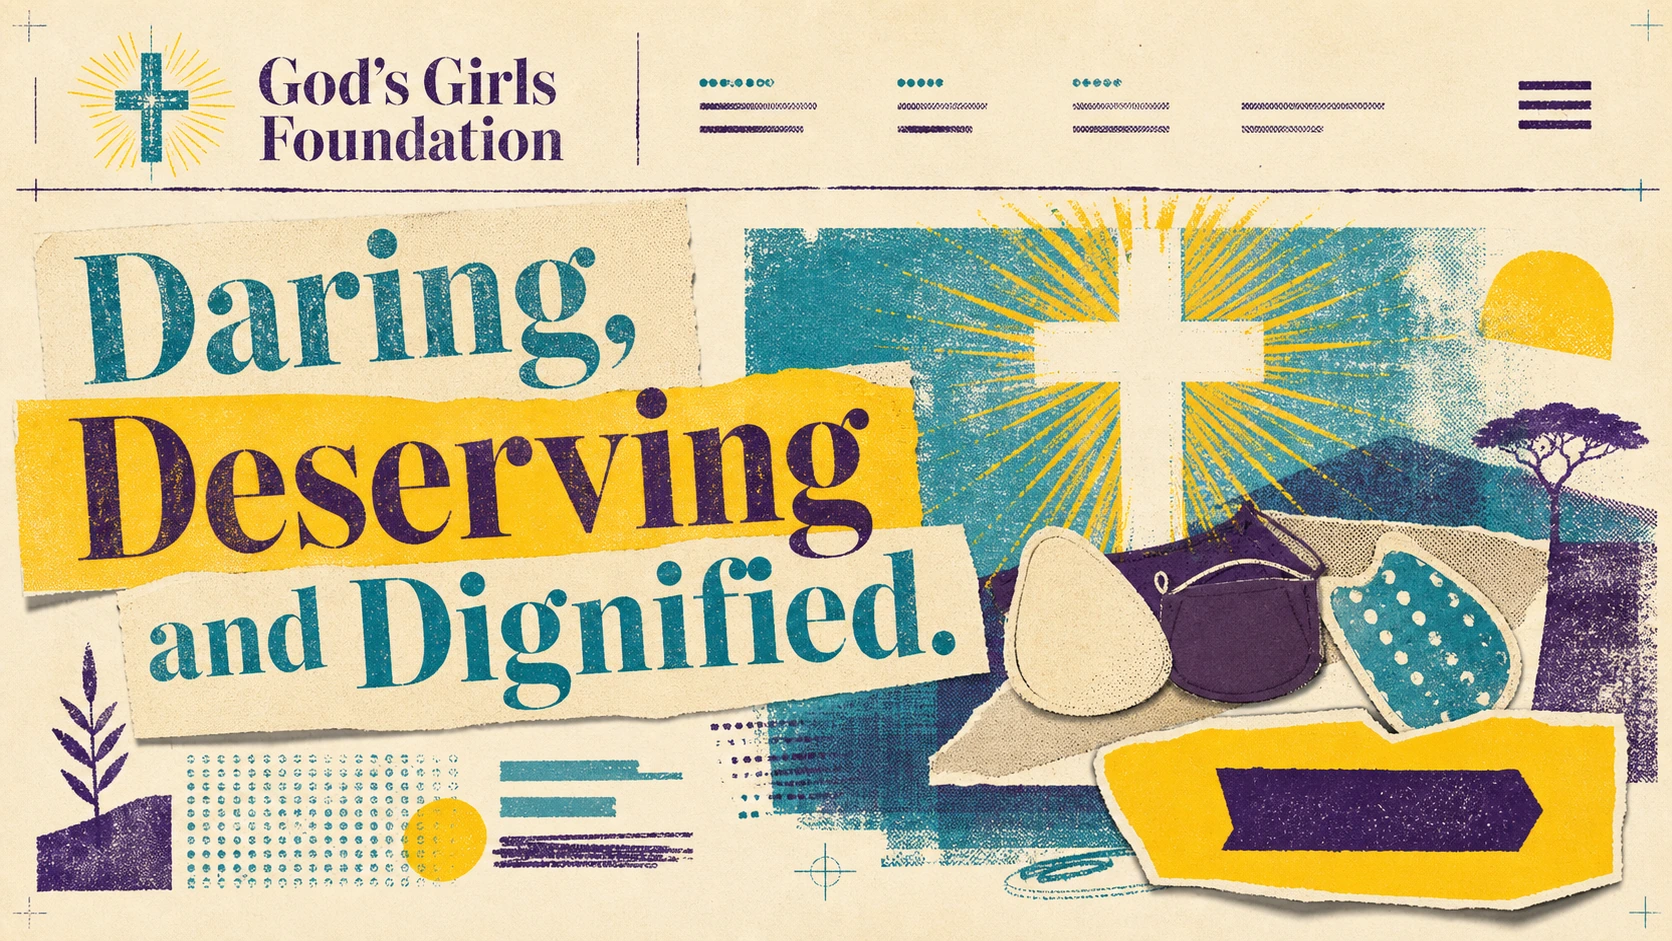 God's Girls
Foundation
Daring,
Deserving
and Dignified.